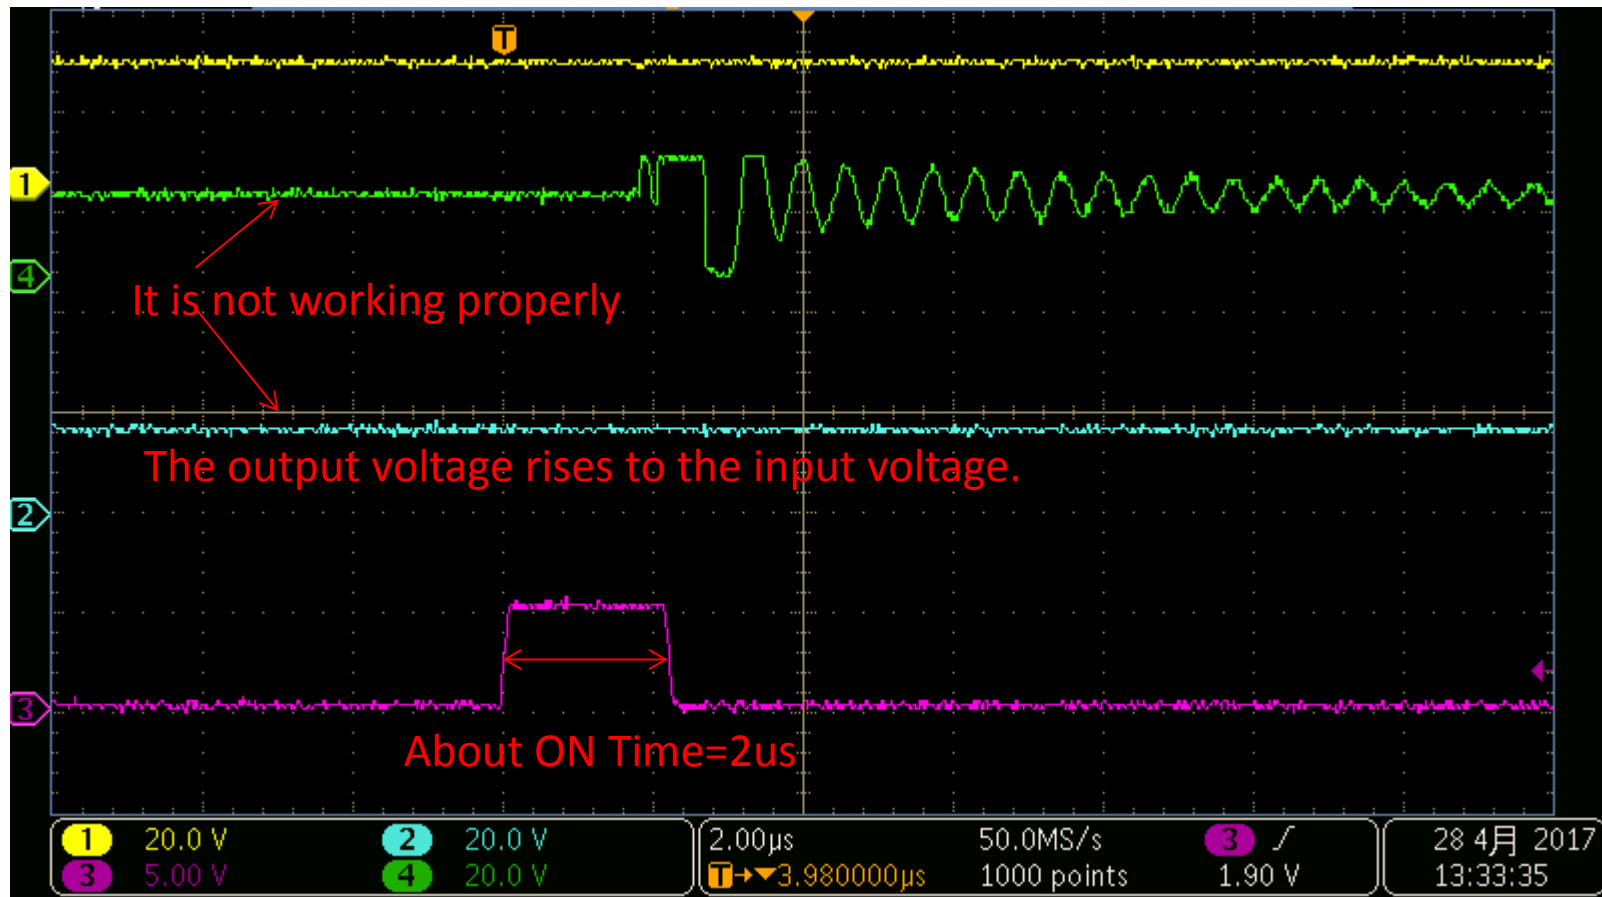 T
1
4
It is not working properly
The output voltage rises to the input voltage.
2
3
About ON Time=2us
1 20.0 V 2 20.0 V 2.00µs 50.0MS/s 3 28 4月 2017
3 5.00 V 4 20.0 V T→▼3.980000µs 1000 points 1.90 V 13:33:35